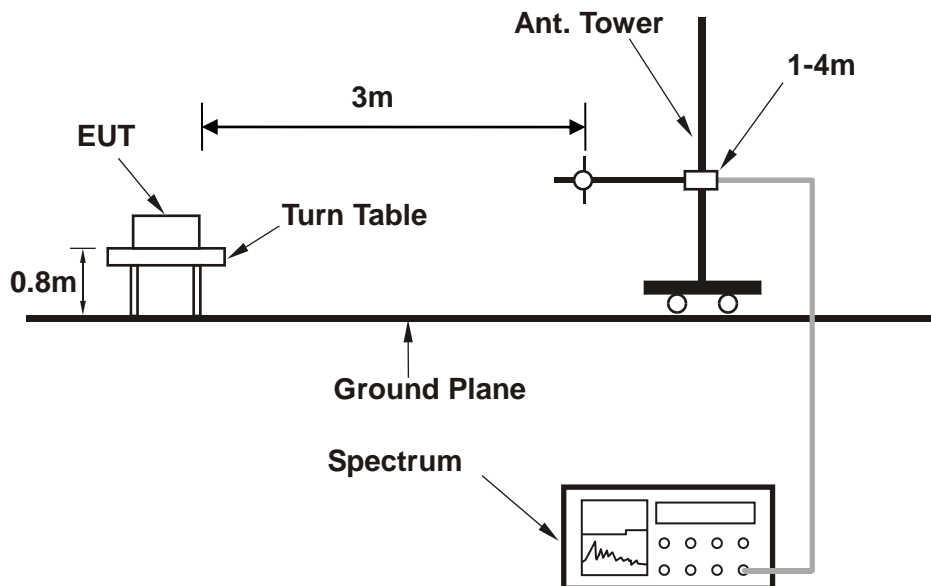 Ant. Tower
1-4m
3m
EUT
Turn Table
0.8m
Ground Plane
Spectrum